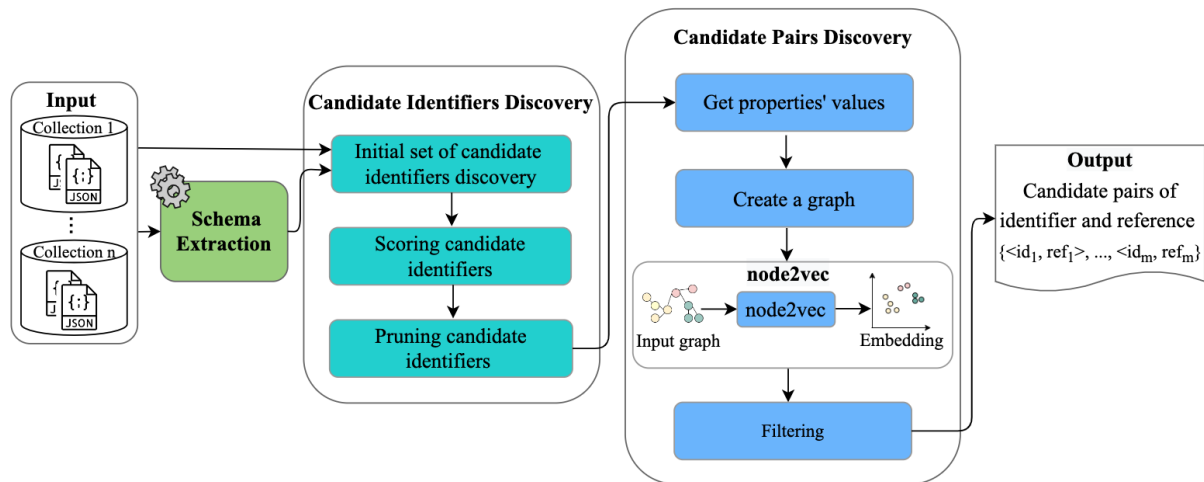 Input
Collection 1
{
J
{;}
JSON
⋮
Collection n
{
J
{;}
JSON
Schema
Extraction
Candidate Identifiers Discovery
Initial set of candidate
identifiers discovery
Scoring candidate
identifiers
Pruning candidate
identifiers
Candidate Pairs Discovery
Get properties' values
Create a graph
node2vec
node2vec
Input graph
Embedding
Filtering
Output
Candidate pairs of
identifier and reference
{<id₁, ref₁>, ..., <idₘ, refₘ}